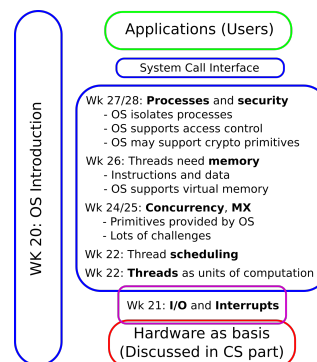 WK 20: OS Introduction
Applications (Users)
System Call Interface
Wk 27/28: Processes and security
- OS isolates processes
- OS supports access control
- OS may support crypto primitives
Wk 26: Threads need memory
- Instructions and data
- OS supports virtual memory
Wk 24/25: Concurrency, MX
- Primitives provided by OS
- Lots of challenges
Wk 22: Thread scheduling
Wk 22: Threads as units of computation
Wk 21: I/O and Interrupts
Hardware as basis
(Discussed in CS part)